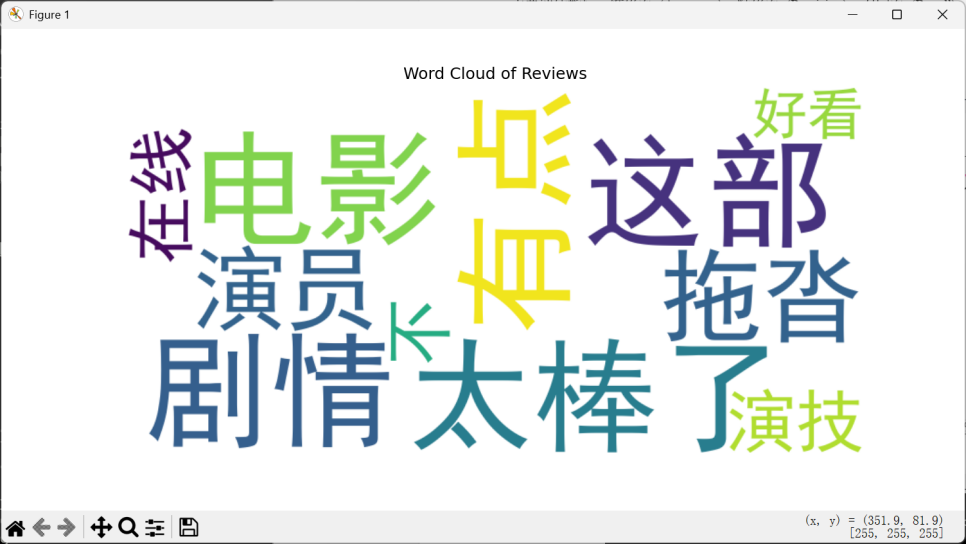 Figure 1
Word Cloud of Reviews
好看
在线
电影
有点
这部
演员
不
拖沓
剧情
太棒了
演技
(x, y) = (351.9, 81.9)
[255, 255, 255]